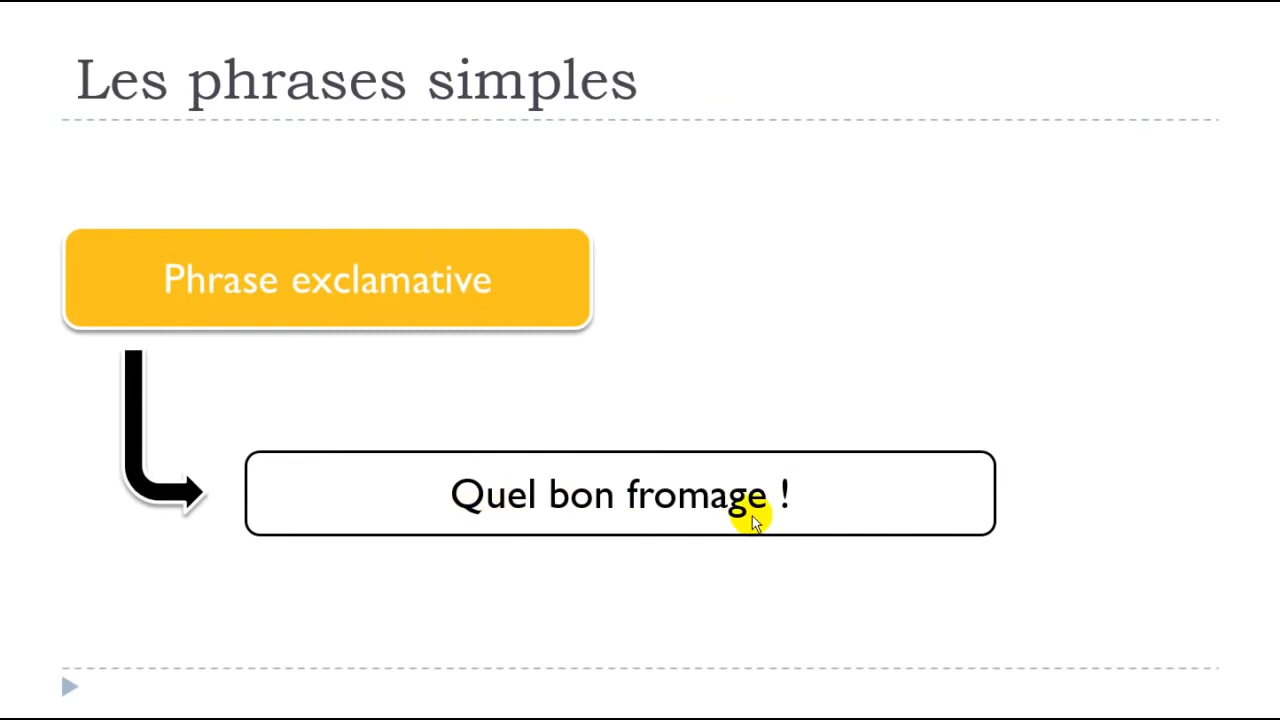 Les phrases simples
Phrase exclamative
Quel bon fromage !